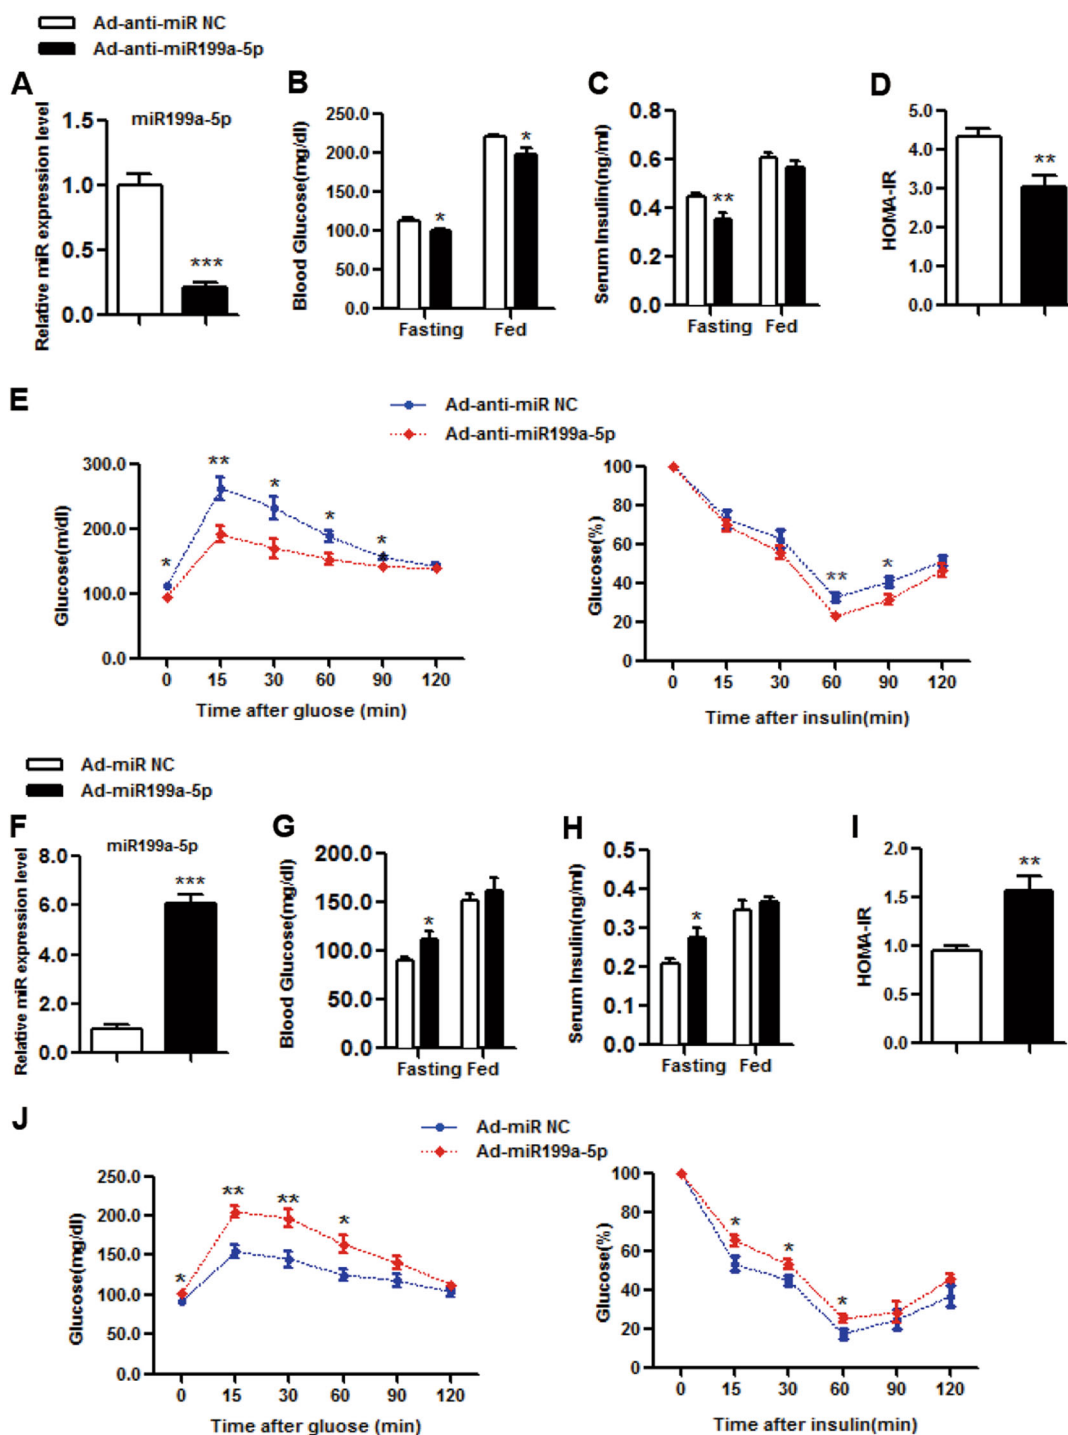 Ad-anti-miR NC
Ad-anti-miR199a-5p
A
Relative miR expression level
miR199a-5p
1.5
1.0
0.5
0.0
***
B
Blood Glucose(mg/dl)
250.0
200.0
150.0
100.0
50.0
0.0
*
*
Fasting Fed
C
Serum Insulin(ng/ml)
0.8
0.6
0.4
0.2
0.0
**
Fasting Fed
D
HOMA-IR
5.0
4.0
3.0
2.0
1.0
0.0
**
E
Ad-anti-miR NC
Ad-anti-miR199a-5p
Glucose(m/dl)
300.0
200.0
100.0
0.0
* ** * * *
0 15 30 60 90 120
Time after gluose (min)
Glucose(%)
100
80
60
40
20
0
** *
0 15 30 60 90 120
Time after insulin(min)
Ad-miR NC
Ad-miR199a-5p
F
Relative miR expression level
miR199a-5p
8.0
6.0
4.0
2.0
0.0
***
G
Blood Glucose(mg/dl)
200.0
150.0
100.0
50.0
0.0
*
Fasting Fed
H
Serum Insulin(ng/ml)
0.5
0.4
0.3
0.2
0.1
0.0
*
Fasting Fed
I
HOMA-IR
2.0
1.5
1.0
0.5
0.0
**
J
Ad-miR NC
Ad-miR199a-5p
Glucose(mg/dl)
250.0
200.0
150.0
100.0
50.0
0.0
* ** ** *
0 15 30 60 90 120
Time after gluose (min)
Glucose(%)
100
80
60
40
20
0
* * *
0 15 30 60 90 120
Time after insulin(min)